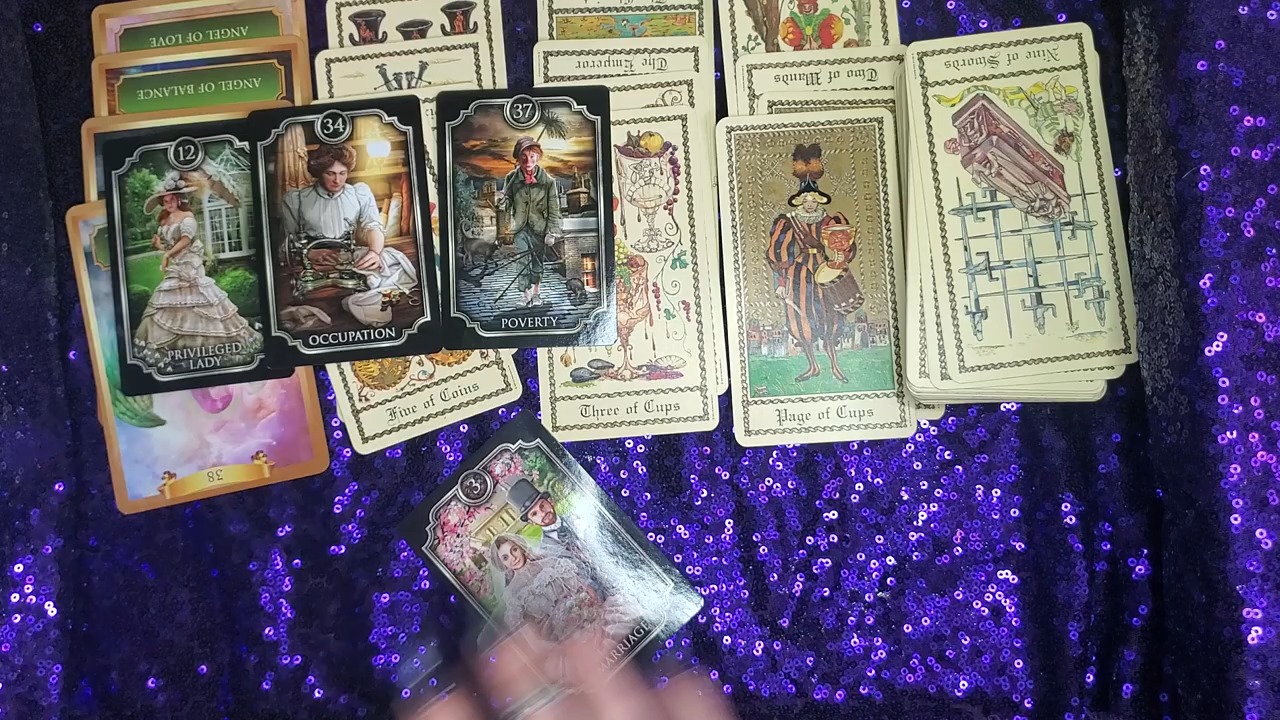 ANGEL OF LOVE
ANGEL OF BALANCE
The Emperor
Two of Wands
Nine of Swords
12
PRIVILEGED
LADY
34
OCCUPATION
37
POVERTY
Five of Coins
Three of Cups
Page of Cups
38
3
MARRIAGE